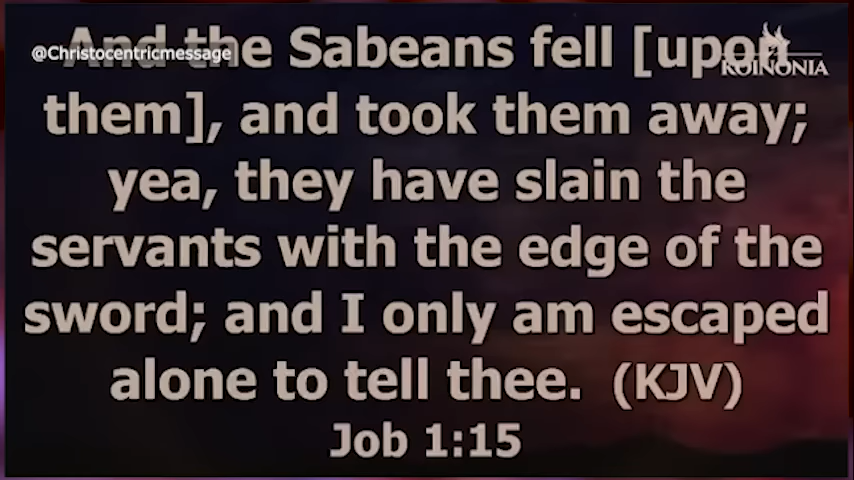 @Christocentricmessage
KOINONIA
And the Sabeans fell [upon
them], and took them away;
yea, they have slain the
servants with the edge of the
sword; and I only am escaped
alone to tell thee. (KJV)
Job 1:15